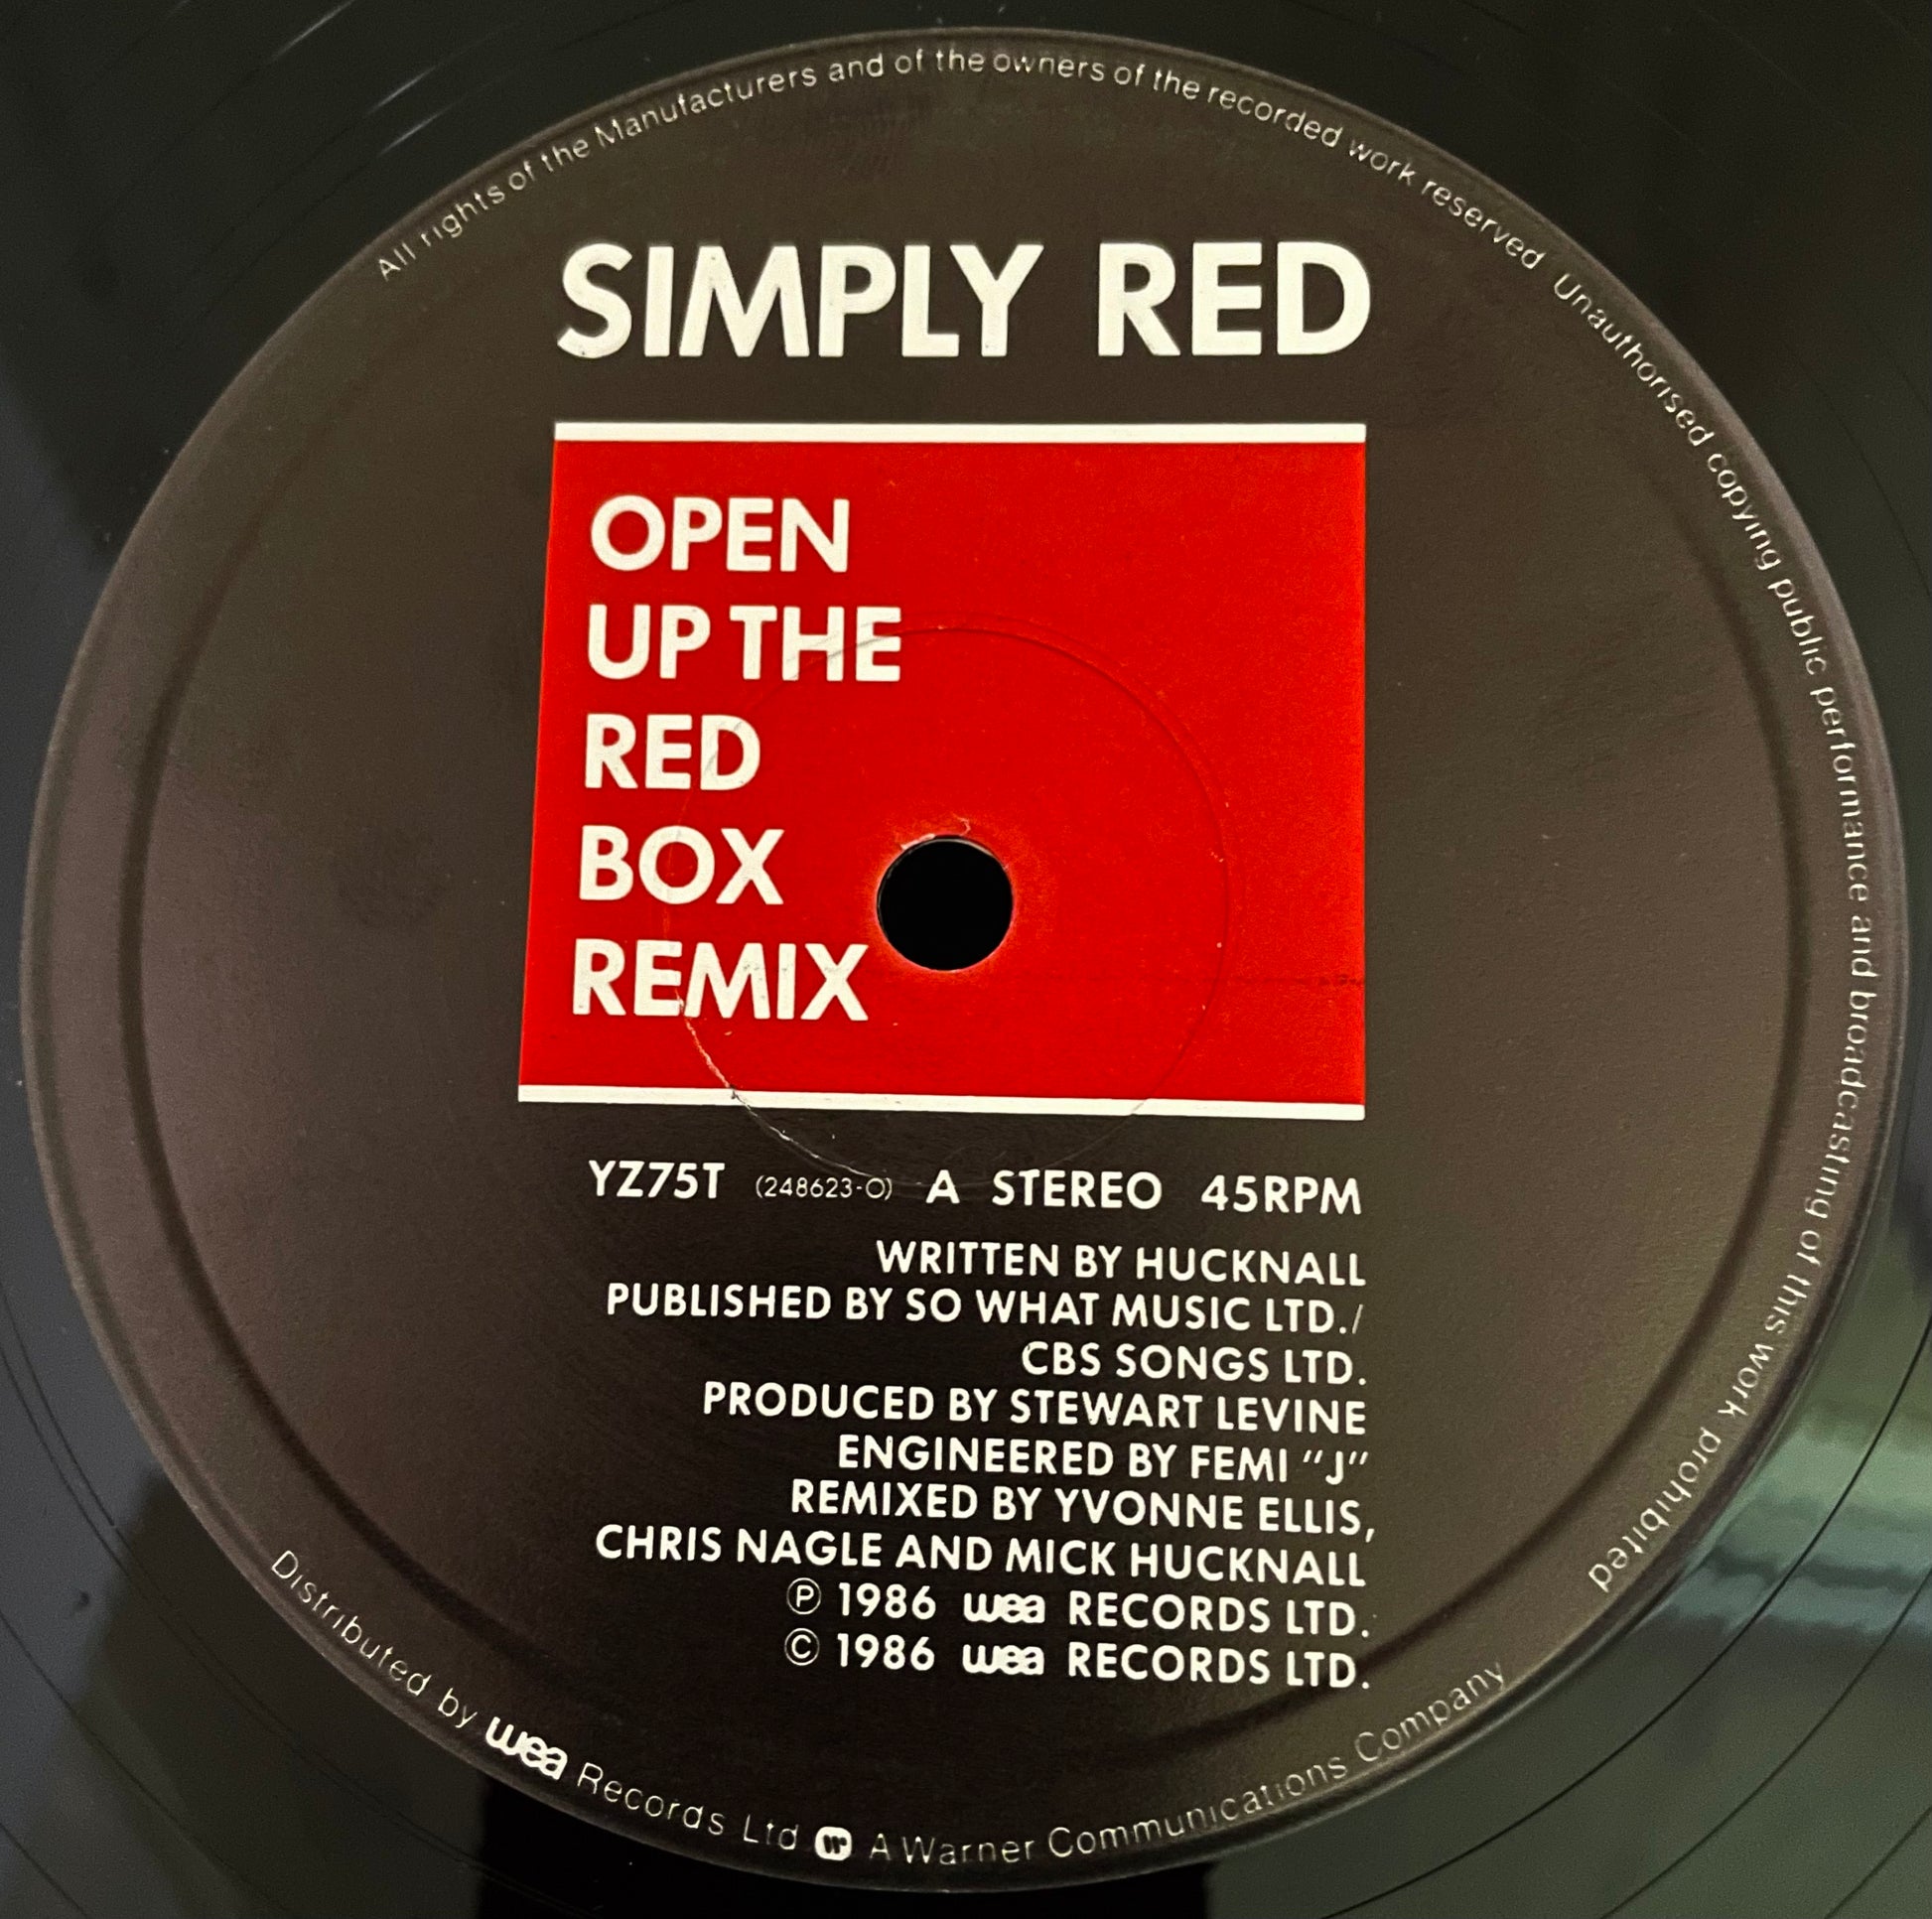 All rights of the Manufacturers and of the owners of the recorded work reserved Unauthorised copying public performance and broadcasting of this work prohibited
SIMPLY RED
OPEN
UP THE
RED
BOX
REMIX
YZ75T (248623-0) A STEREO 45RPM
WRITTEN BY HUCKNALL
PUBLISHED BY SO WHAT MUSIC LTD./
CBS SONGS LTD.
PRODUCED BY STEWART LEVINE
ENGINEERED BY FEMI "J"
REMIXED BY YVONNE ELLIS,
CHRIS NAGLE AND MICK HUCKNALL
Ⓟ 1986 wea RECORDS LTD.
© 1986 wea RECORDS LTD.
Distributed by wea Records Ltd W A Warner Communications Company